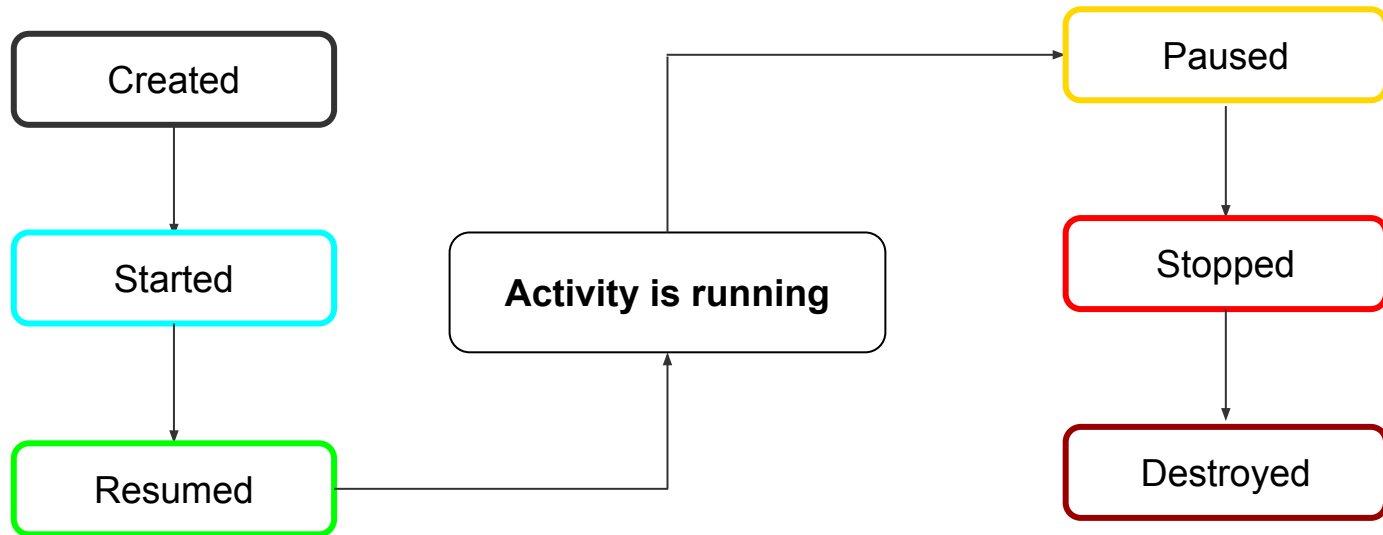 Created
Started
Resumed
Activity is running
Paused
Stopped
Destroyed